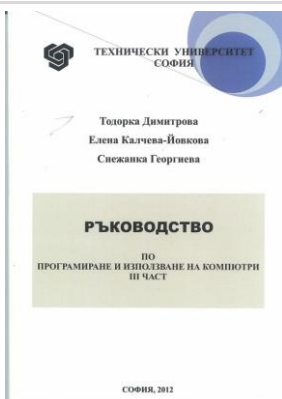 ТЕХНИЧЕСКИ УНИВЕРСИТЕТ
СОФИЯ
Тодорка Димитрова
Елена Калчева-Йовкова
Снежанка Георгиева
РЪКОВОДСТВО
ПО
ПРОГРАМИРАНЕ И ИЗПОЛЗВАНЕ НА КОМПЮТРИ
III ЧАСТ
СОФИЯ, 2012